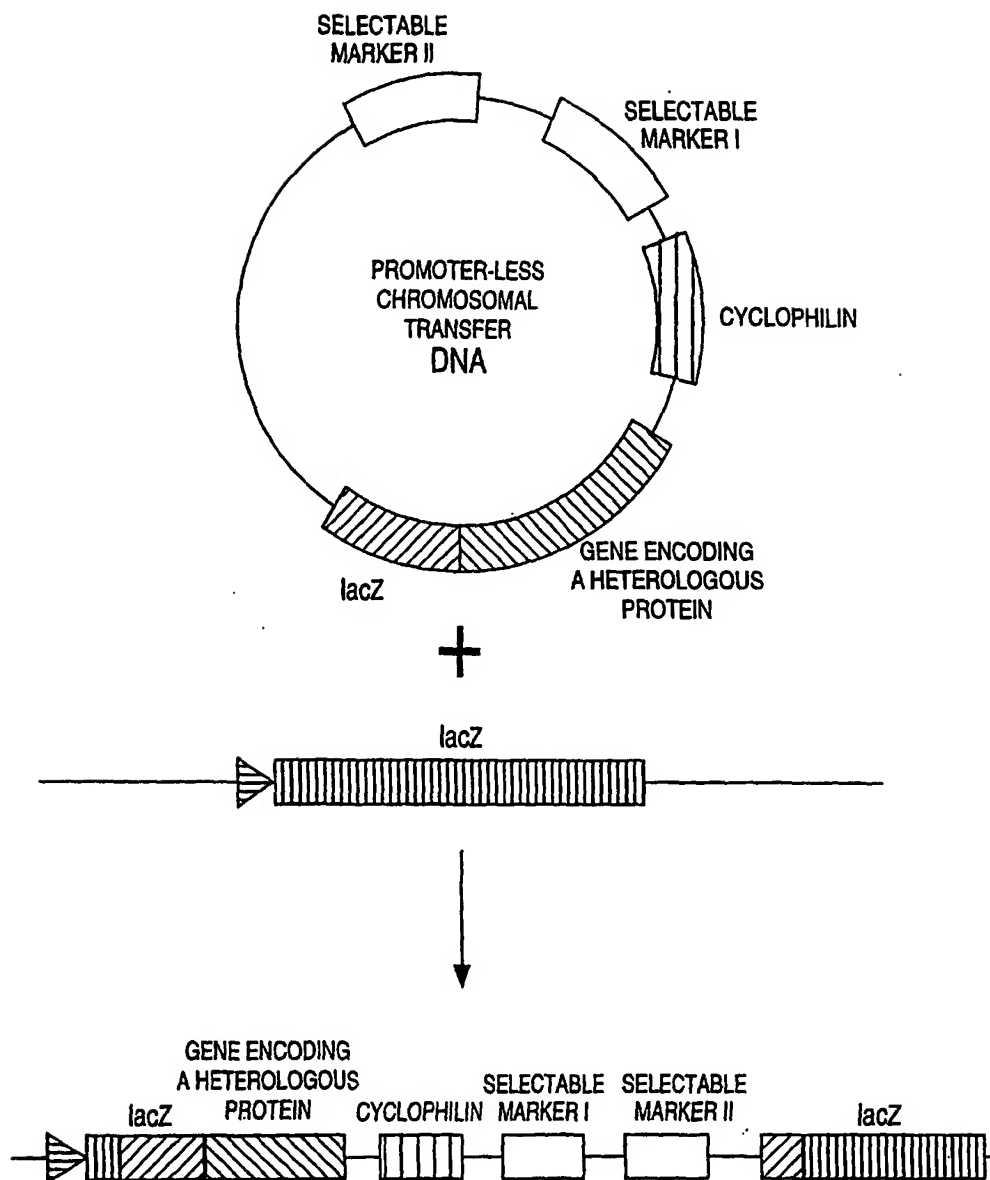 SELECTABLE
MARKER II
SELECTABLE
MARKER I
PROMOTER-LESS
CHROMOSOMAL
TRANSFER
DNA
CYCLOPHILIN
GENE ENCODING
A HETEROLOGOUS
PROTEIN
lacZ
+
lacZ
GENE ENCODING
A HETEROLOGOUS
PROTEIN
lacZ
CYCLOPHILIN
SELECTABLE
MARKER I
SELECTABLE
MARKER II
lacZ